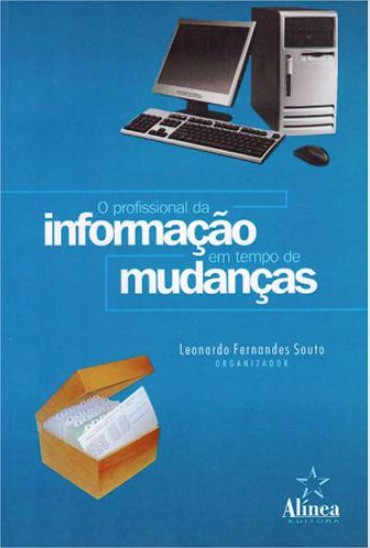 O profissional da
informação
em tempo de
mudanças
Leonardo Fernandes Souto
ORGANIZADOR
Alínea
EDITORA